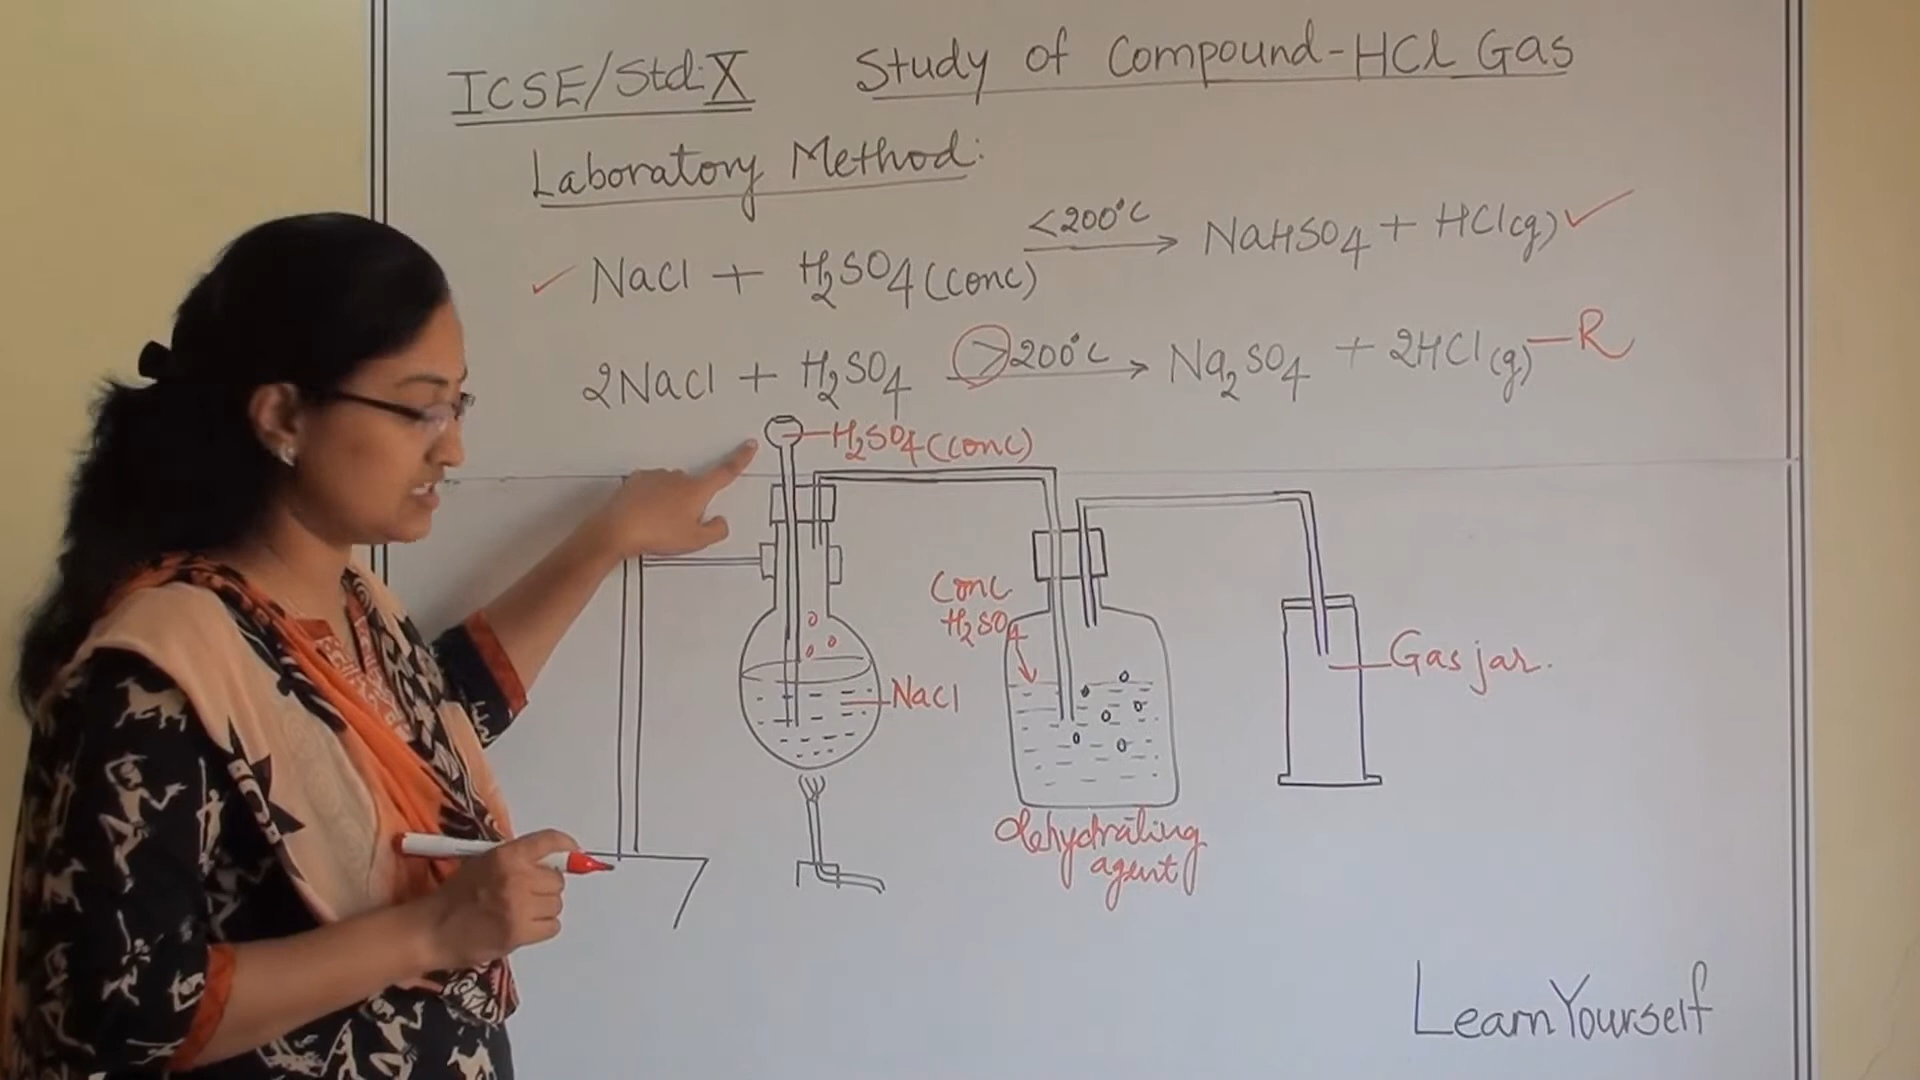 ICSE/Std:X Study of Compound-HCl Gas
Laboratory Method:
NaCl + H₂SO₄(conc) <200°C → NaHSO₄ + HCl(g) ✓
2NaCl + H₂SO₄ >200°C → Na₂SO₄ + 2HCl(g) - R
H₂SO₄(conc)
Conc
H₂SO₄
Gas jar.
NaCl
dehydrating
agent
LearnYourself